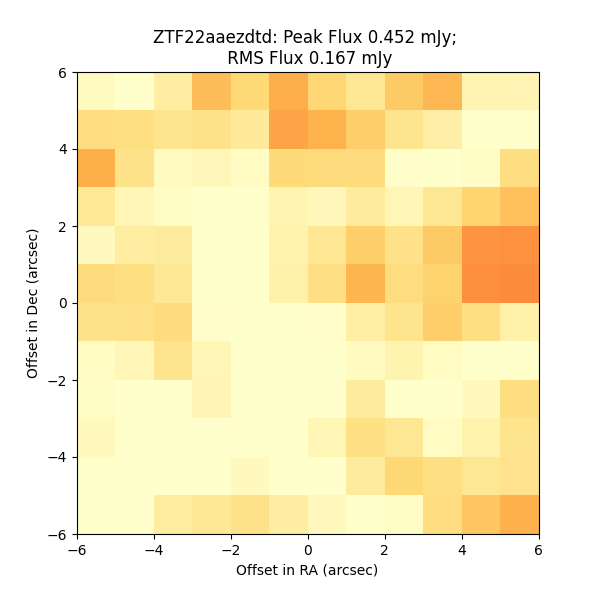 ZTF22aaezdtd: Peak Flux 0.452 mJy;
RMS Flux 0.167 mJy
6
4
2
0
−2
−4
−6
Offset in Dec (arcsec)
−6 −4 −2 0 2 4 6
Offset in RA (arcsec)